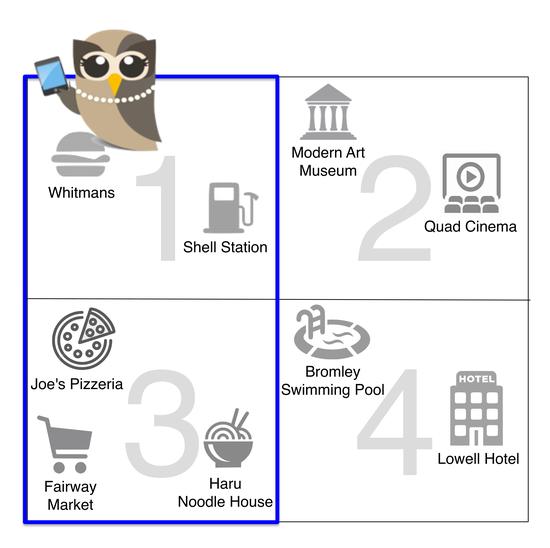 Whitmans
1
Shell Station
Modern Art
Museum
2
Quad Cinema
Joe's Pizzeria
3
Fairway
Market
Haru
Noodle House
Bromley
Swimming Pool
4
HOTEL
Lowell Hotel